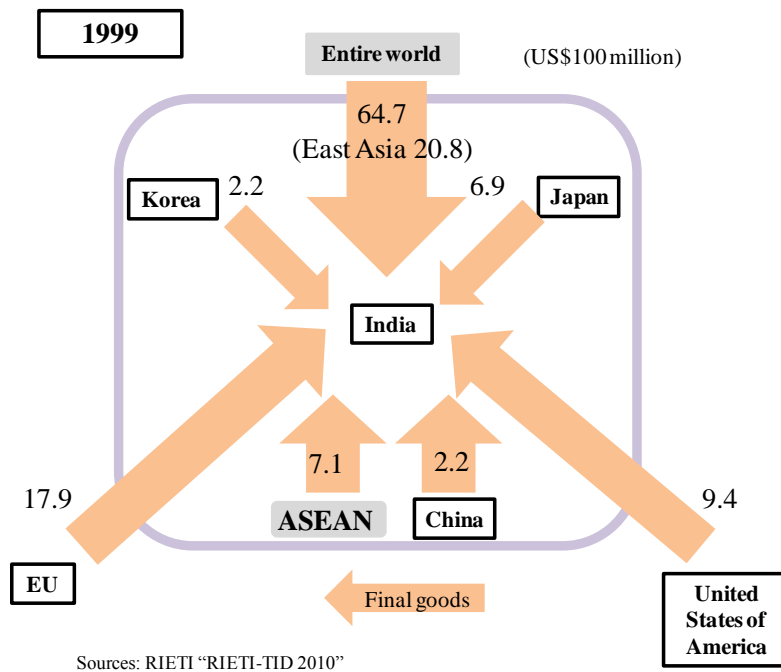 1999
Entire world
(US$100 million)
64.7
(East Asia 20.8)
Korea
2.2
6.9
Japan
India
17.9
7.1
2.2
9.4
ASEAN
China
EU
Final goods
United
States of
America
Sources: RIETI “RIETI-TID 2010”